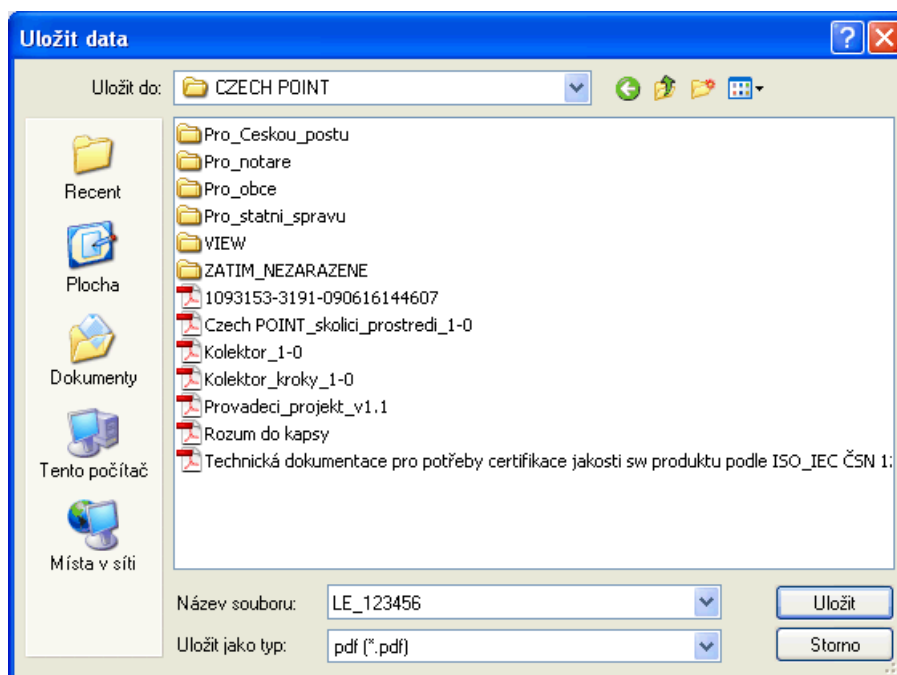 Uložit data
Uložit do:
CZECH POINT
Recent
Plocha
Dokumenty
Tento počítač
Místa v síti
Pro_Ceskou_postu
Pro_notare
Pro_obce
Pro_statni_spravu
VIEW
ZATIM_NEZARAZENE
1093153-3191-090616144607
Czech POINT_skolici_prostredi_1-0
Kolektor_1-0
Kolektor_kroky_1-0
Provadeci_projekt_v1.1
Rozum do kapsy
Technická dokumentace pro potřeby certifikace jakosti sw produktu podle ISO_IEC ČSN 1
Název souboru:
LE_123456
Uložit
Uložit jako typ:
pdf (*.pdf)
Storno